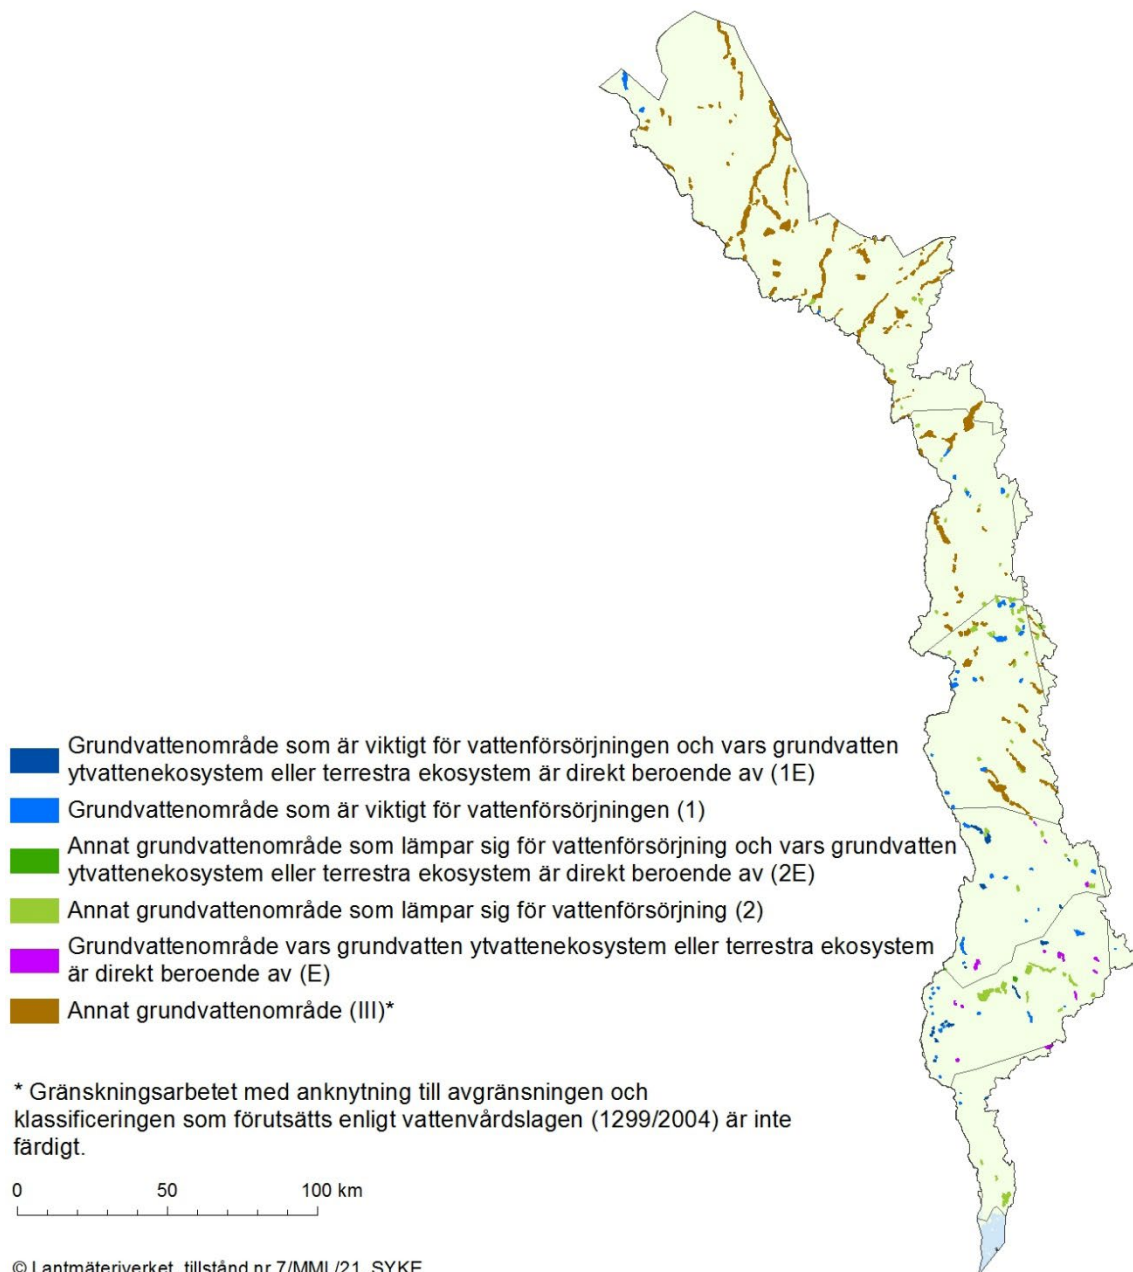 Grundvattenområde som är viktigt för vattenförsörjningen och vars grundvatten
ytvattenekosystem eller terrestra ekosystem är direkt beroende av (1E)
Grundvattenområde som är viktigt för vattenförsörjningen (1)
Annat grundvattenområde som lämpar sig för vattenförsörjning och vars grundvatten
ytvattenekosystem eller terrestra ekosystem är direkt beroende av (2E)
Annat grundvattenområde som lämpar sig för vattenförsörjning (2)
Grundvattenområde vars grundvatten ytvattenekosystem eller terrestra ekosystem
är direkt beroende av (E)
Annat grundvattenområde (III)*
* Gränskningsarbetet med anknytning till avgränsningen och
klassificeringen som förutsätts enligt vattenvårdslagen (1299/2004) är inte
färdigt.
0 50 100 km
© Lantmäteriverket, tillstånd nr 7/MML/21, SYKE